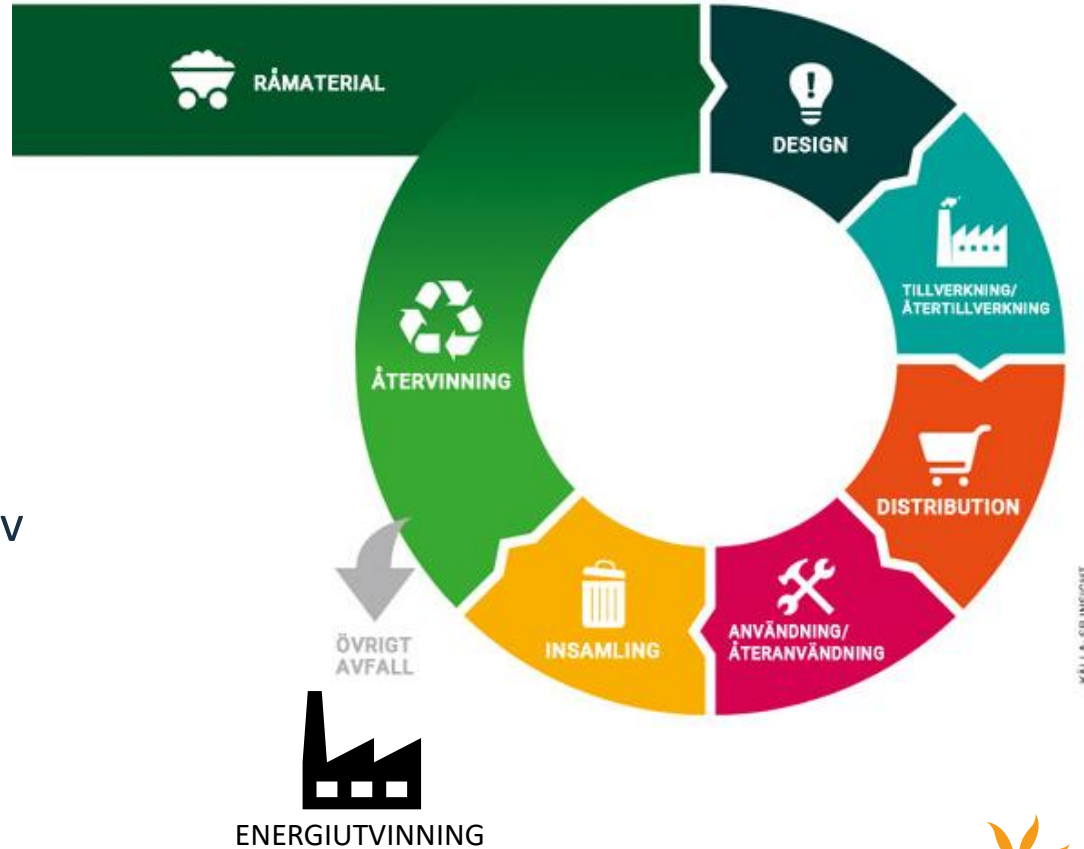 RÅMATERIAL
DESIGN
TILLVERKNING/
ÅTERTILLVERKNING
DISTRIBUTION
ANVÄNDNING/
ÅTERANVÄNDNING
INSAMLING
ÅTERVINNING
ÖVRIGT
AVFALL
ENERGIUTVINNING
v